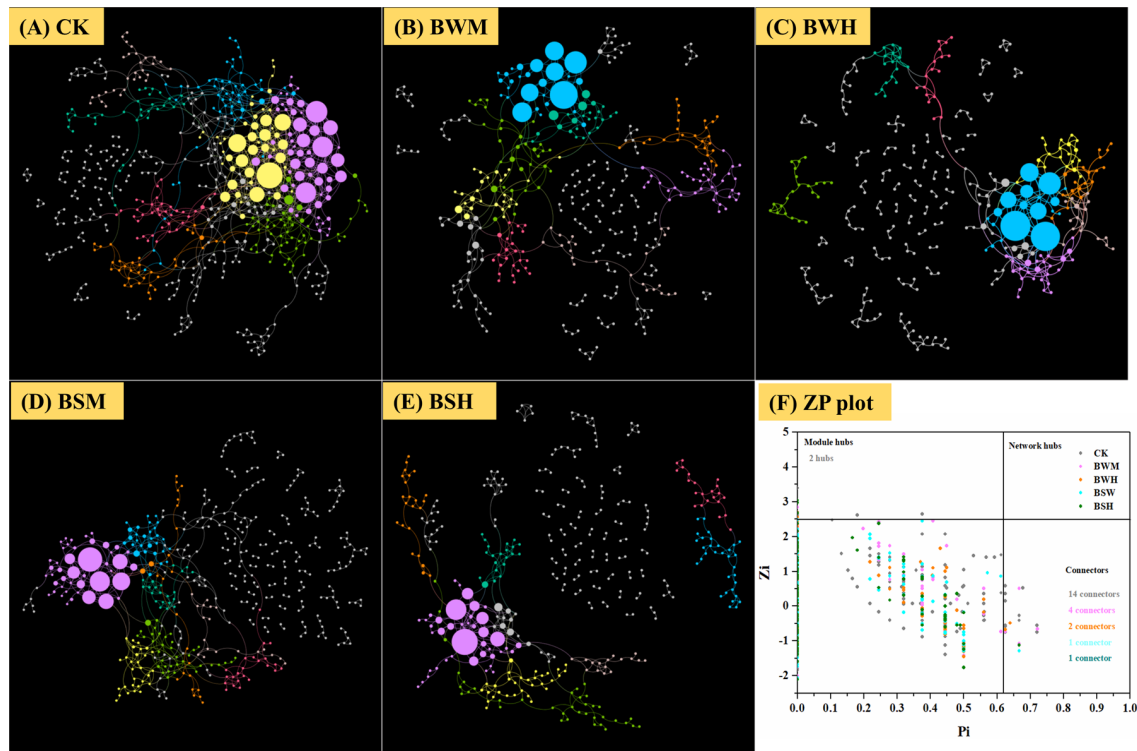 (A) CK
(B) BWM
(C) BWH
(D) BSM
(E) BSH
(F) ZP plot
Module hubs
2 hubs
Network hubs
CK
BWM
BWH
BSW
BSH
Connectors
14 connectors
4 connectors
2 connectors
1 connector
1 connector
5
4
3
2
1
0
-1
-2
Zi
0.0 0.1 0.2 0.3 0.4 0.5 0.6 0.7 0.8 0.9 1.0
Pi